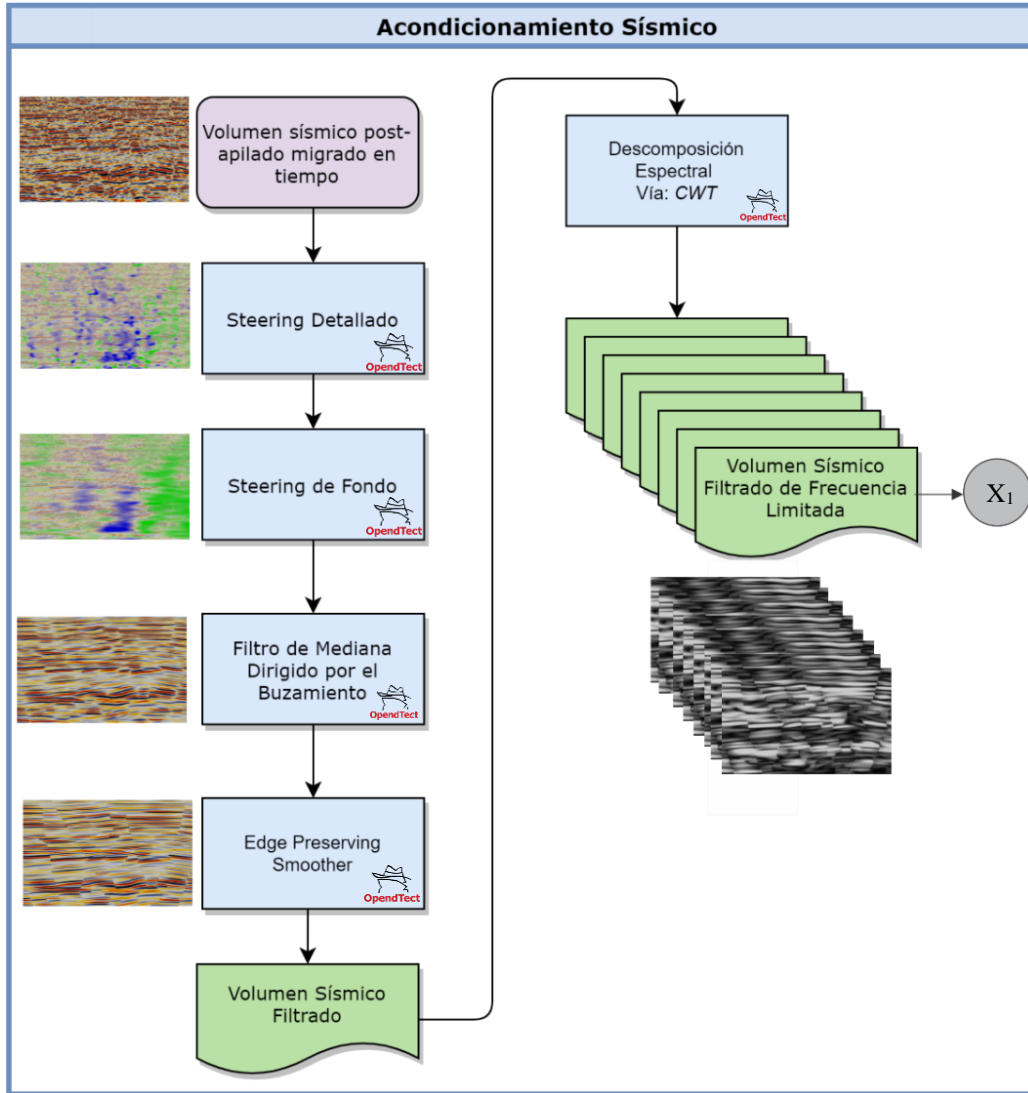 Acondicionamiento Sísmico
Volumen sísmico post-
apilado migrado en
tiempo
Steering Detallado
OpendTect
Steering de Fondo
OpendTect
Filtro de Mediana
Dirigido por el
Buzamiento
OpendTect
Edge Preserving
Smoother
OpendTect
Volumen Sísmico
Filtrado
Descomposición
Espectral
Vía: CWT
OpendTect
Volumen Sísmico
Filtrado de Frecuencia
Limitada
X₁